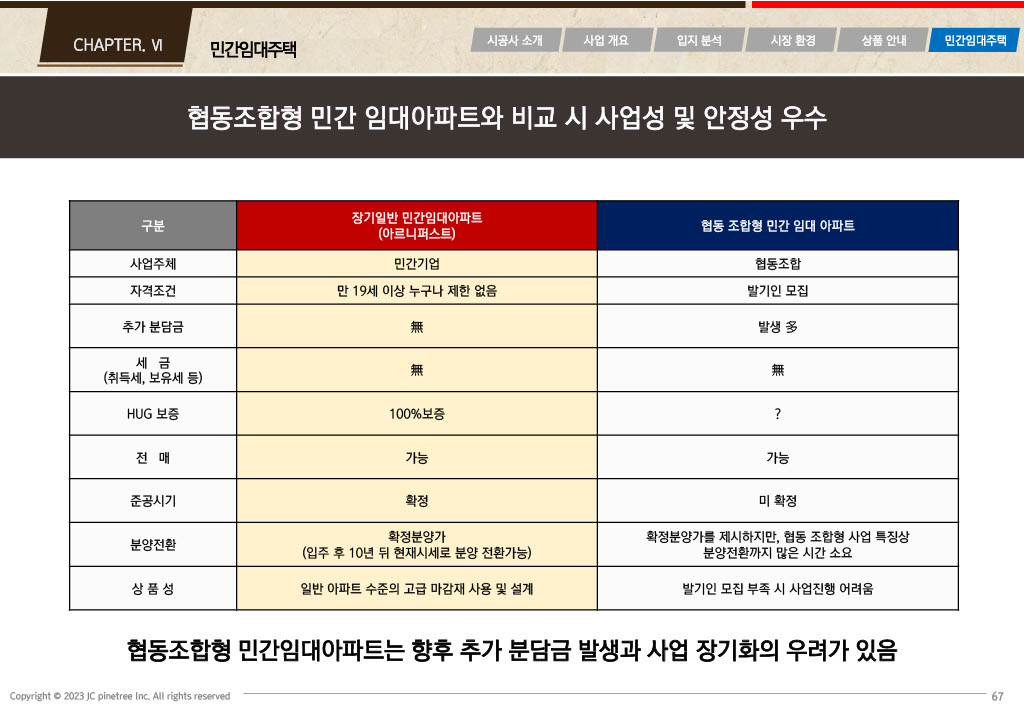 CHAPTER. Ⅵ
민간임대주택
시공사 소개
사업 개요
입지 분석
시장 환경
상품 안내
민간임대주택
협동조합형 민간 임대아파트와 비교 시 사업성 및 안정성 우수
구분
장기일반 민간임대아파트
(아르니퍼스트)
협동 조합형 민간 임대 아파트
사업주체
민간기업
협동조합
자격조건
만 19세 이상 누구나 제한 없음
발기인 모집
추가 분담금
無
발생 多
세 금
(취득세, 보유세 등)
無
無
HUG 보증
100%보증
?
전 매
가능
가능
준공시기
확정
미 확정
분양전환
확정분양가
(입주 후 10년 뒤 현재시세로 분양 전환가능)
확정분양가를 제시하지만, 협동 조합형 사업 특징상
분양전환까지 많은 시간 소요
상 품 성
일반 아파트 수준의 고급 마감재 사용 및 설계
발기인 모집 부족 시 사업진행 어려움
협동조합형 민간임대아파트는 향후 추가 분담금 발생과 사업 장기화의 우려가 있음
Copyright © 2023 JC pinetree Inc. All rights reserved
67